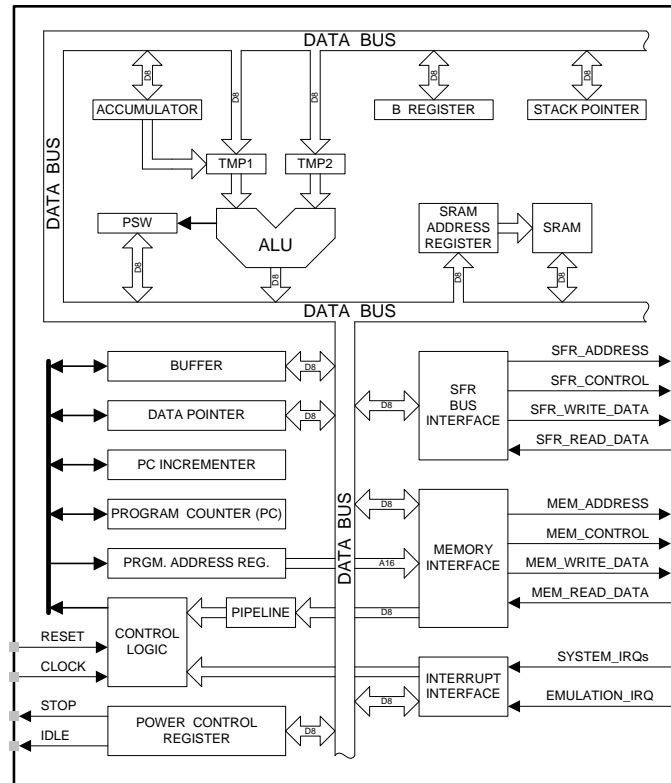 DATA BUS
D8
D8
D8
D8
D8
ACCUMULATOR
B REGISTER
STACK POINTER
DATA BUS
TMP1
TMP2
PSW
ALU
SRAM
ADDRESS
REGISTER
SRAM
D8
D8
D8
D8
DATA BUS
BUFFER
D8
DATA POINTER
D8
PC INCREMENTER
PROGRAM COUNTER (PC)
PRGM. ADDRESS REG.
A16
DATA BUS
D8
SFR
BUS
INTERFACE
SFR_ADDRESS
SFR_CONTROL
SFR_WRITE_DATA
SFR_READ_DATA
D8
MEMORY
INTERFACE
MEM_ADDRESS
MEM_CONTROL
MEM_WRITE_DATA
MEM_READ_DATA
RESET
CLOCK
CONTROL
LOGIC
PIPELINE
D8
INTERRUPT
INTERFACE
SYSTEM_IRQs
EMULATION_IRQ
D8
STOP
IDLE
POWER CONTROL
REGISTER
D8